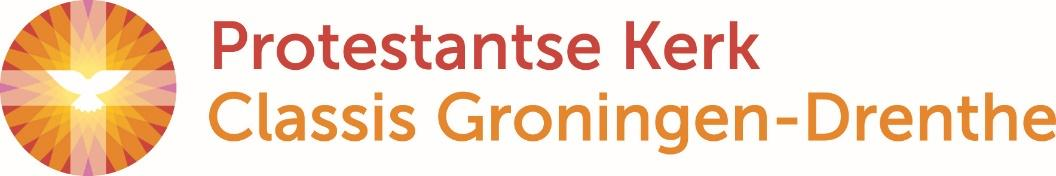 Protestantse Kerk
Classis Groningen-Drenthe